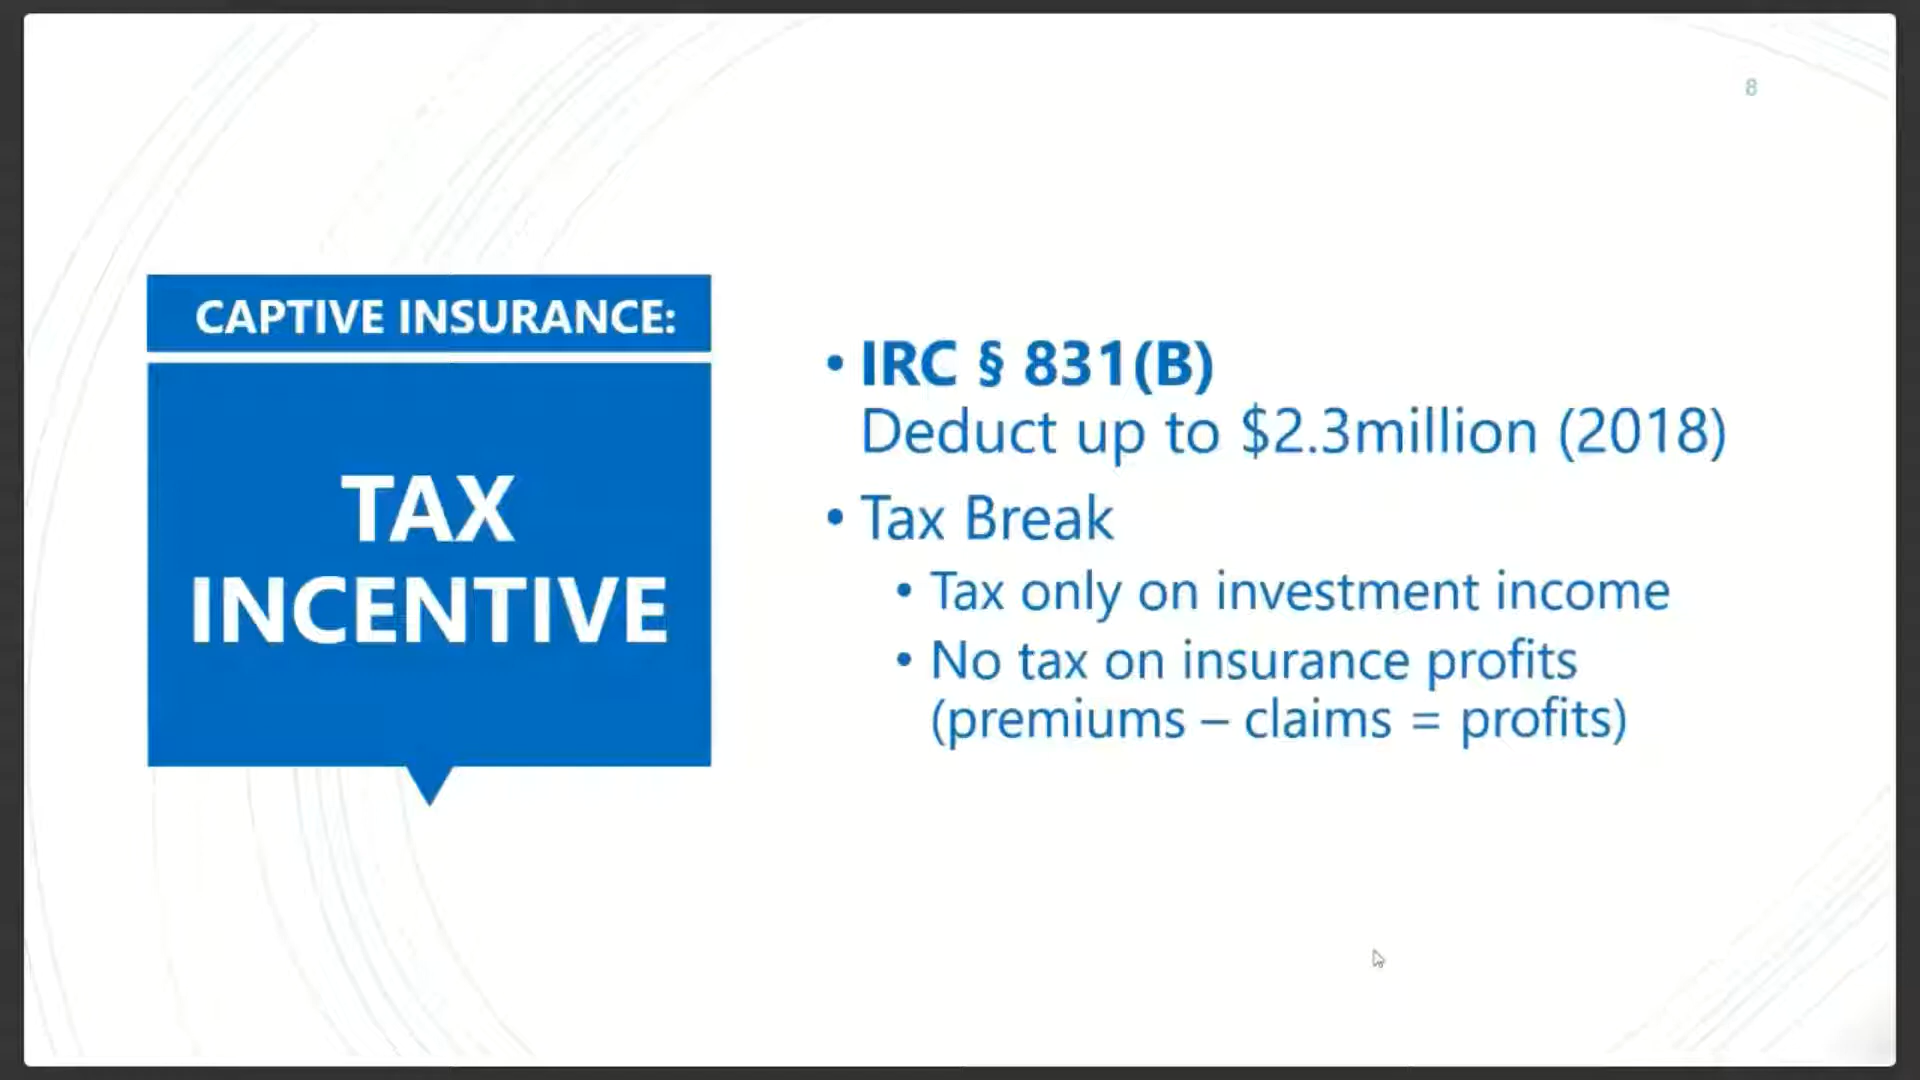 8
CAPTIVE INSURANCE:
TAX
INCENTIVE
• IRC § 831(B)
Deduct up to $2.3million (2018)
• Tax Break
• Tax only on investment income
• No tax on insurance profits
(premiums – claims = profits)